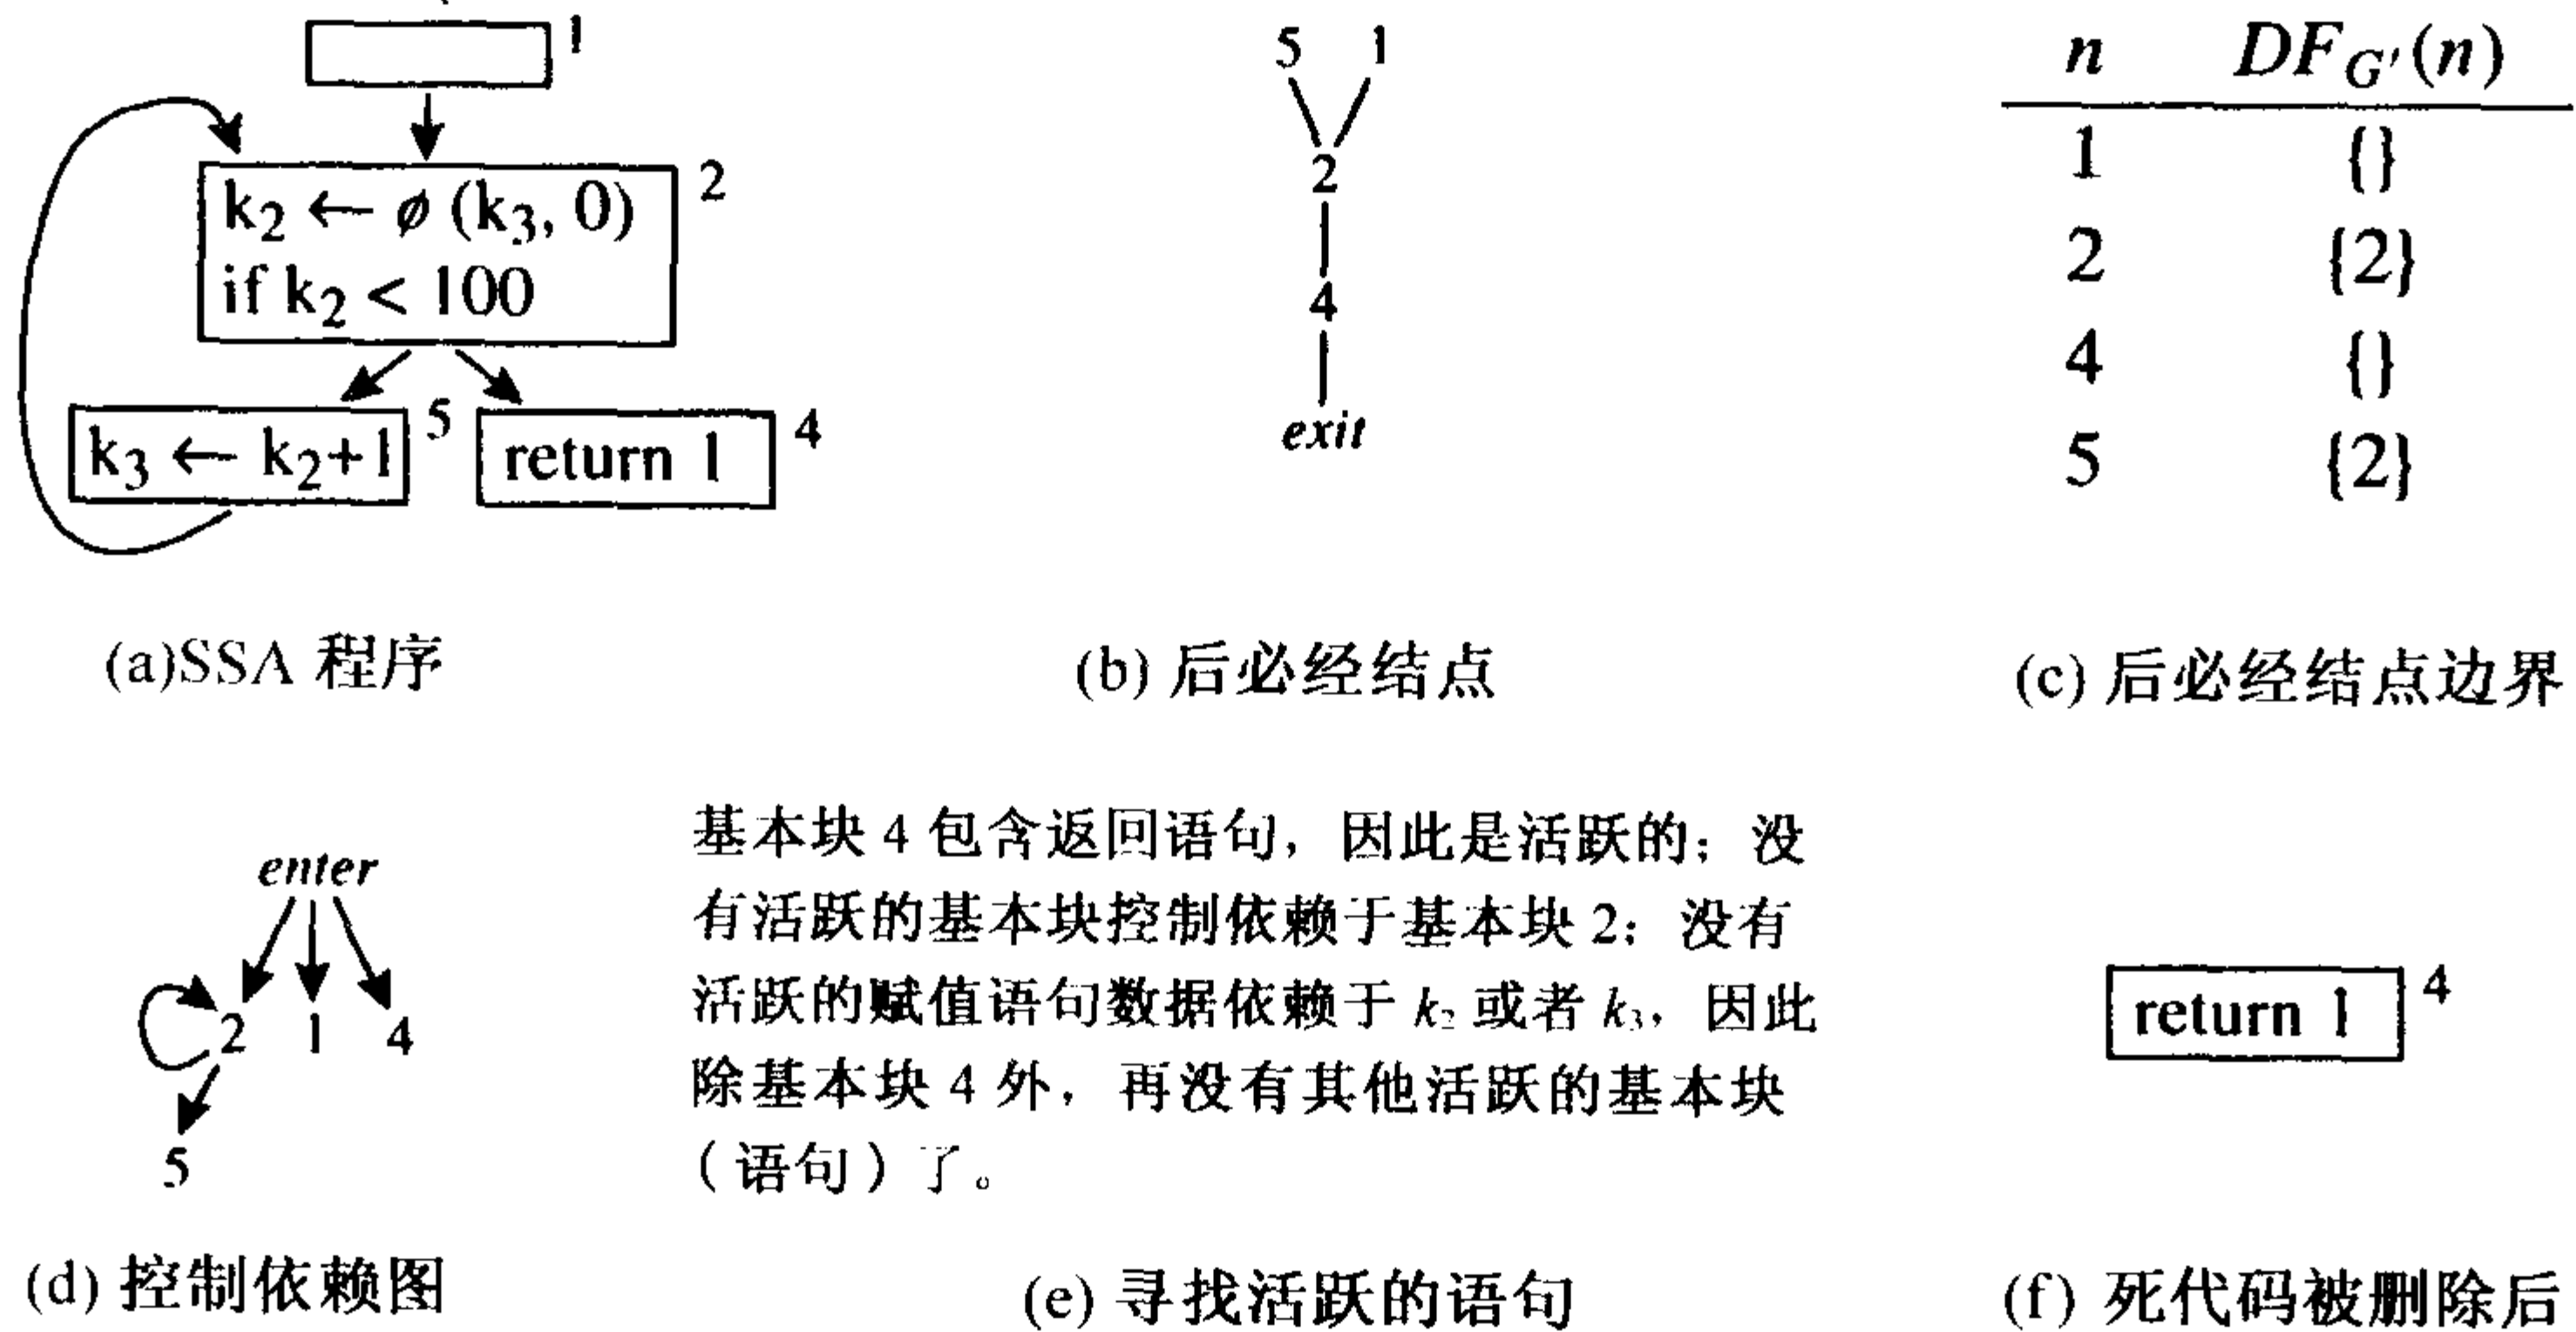 1
k₂ ← ø (k₃, 0)
if k₂ < 100
2
k₃ ← k₂+1
5
return 1
4
(a)SSA 程序
5 1
2
4
exit
(b) 后必经结点
n DF_G′(n)
1 {}
2 {2}
4 {}
5 {2}
(c) 后必经结点边界
enter
2 1 4
5
(d) 控制依赖图
基本块 4 包含返回语句，因此是活跃的；没
有活跃的基本块控制依赖于基本块 2；没有
活跃的赋值语句数据依赖于 k₂ 或者 k₃，因此
除基本块 4 外，再没有其他活跃的基本块
（语句）了。
(e) 寻找活跃的语句
return 1
4
(f) 死代码被删除后